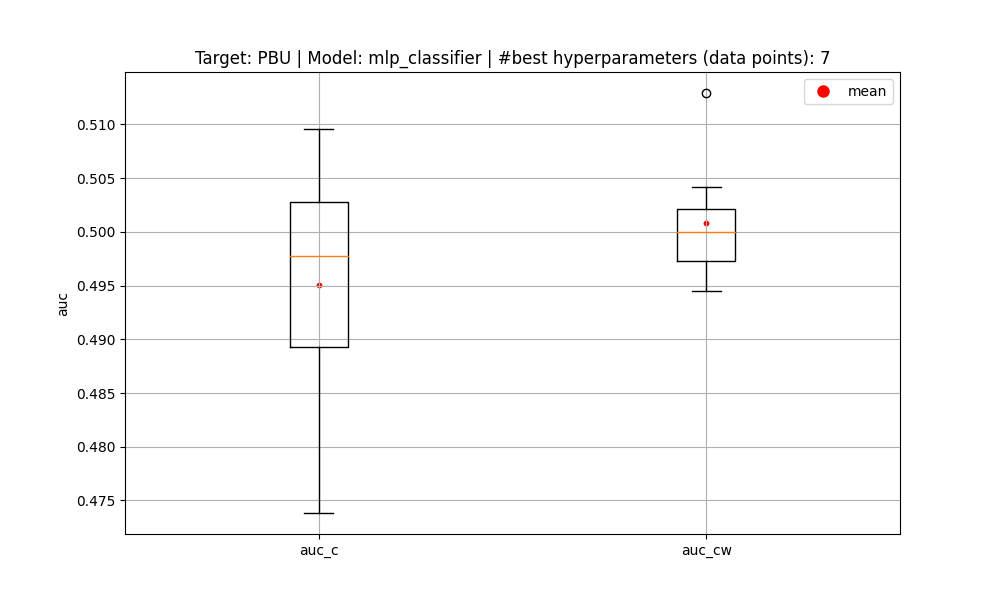 Target: PBU | Model: mlp_classifier | #best hyperparameters (data points): 7
mean
0.510
0.505
0.500
0.495
0.490
0.485
0.480
0.475
auc
auc_c
auc_cw